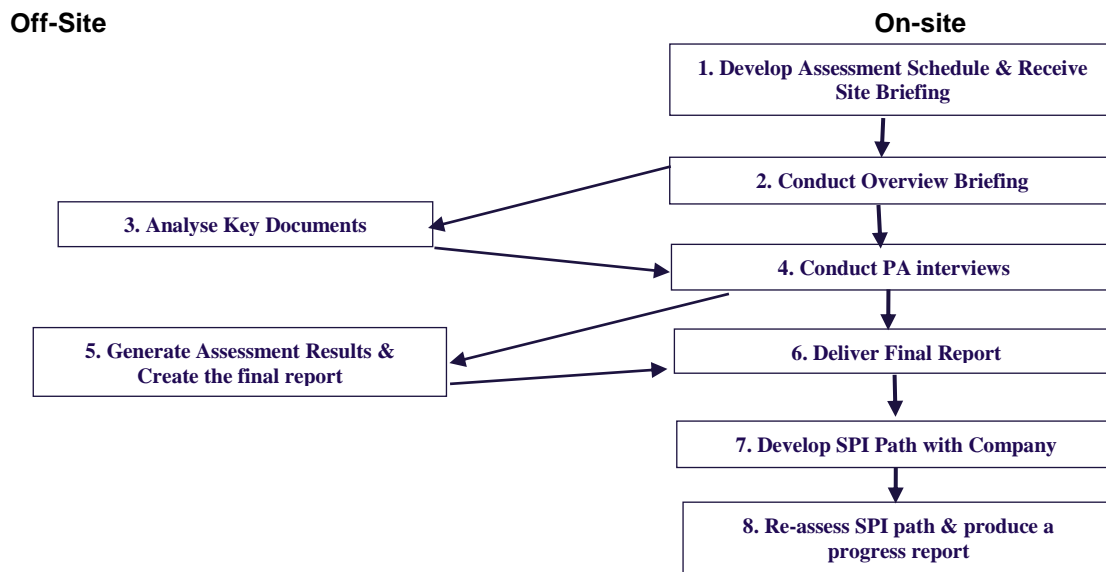 Off-Site
On-site
1. Develop Assessment Schedule & Receive
Site Briefing
2. Conduct Overview Briefing
3. Analyse Key Documents
4. Conduct PA interviews
5. Generate Assessment Results &
Create the final report
6. Deliver Final Report
7. Develop SPI Path with Company
8. Re-assess SPI path & produce a
progress report